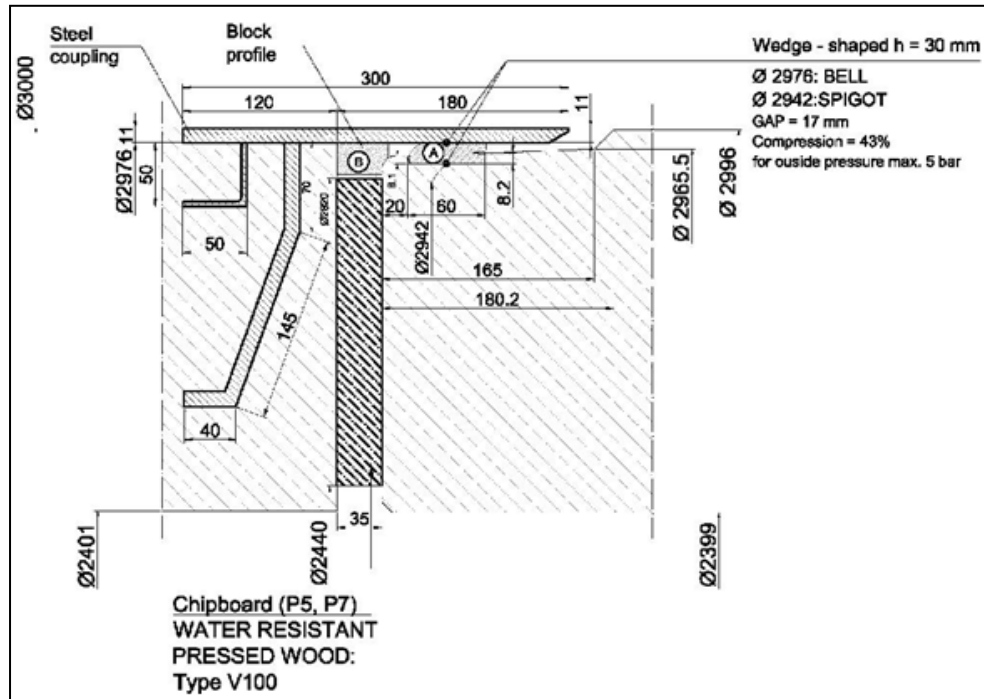 Steel
coupling
Block
profile
Wedge - shaped h = 30 mm
Ø 2976: BELL
Ø 2942:SPIGOT
GAP = 17 mm
Compression = 43%
for ouside pressure max. 5 bar
Ø3000
300
120
180
11
11
Ø2976
50
50
70
B
A
8.1
20
60
8.2
Ø2942
Ø 2965.5
Ø 2996
165
180.2
145
40
35
Ø2401
Ø2440
Ø2399
Chipboard (P5, P7)
WATER RESISTANT
PRESSED WOOD:
Type V100